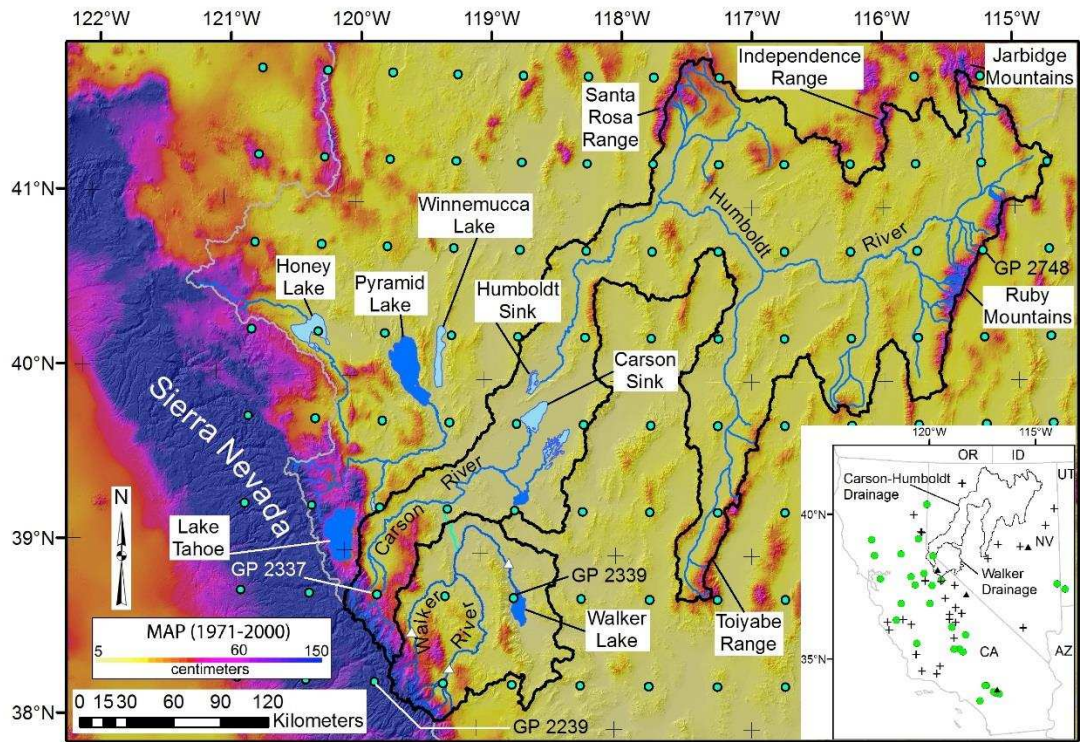 122°W
121°W
120°W
119°W
118°W
117°W
116°W
115°W
Independence
Range
Jarbidge
Mountains
Santa
Rosa
Range
41°N
Winnemucca
Lake
Humboldt
River
Honey
Lake
Pyramid
Lake
Humboldt
Sink
GP 2748
Ruby
Mountains
40°N
Carson
Sink
Sierra Nevada
River
Carson
N
39°N
Lake
Tahoe
GP 2337
GP 2339
Walker
River
Walker
Lake
Toiyabe
Range
MAP (1971-2000)
5 60 150
centimeters
0 15 30 60 90 120
Kilometers
38°N
GP 2239
120°W
115°W
OR
ID
UT
Carson-Humboldt
Drainage
40°N
NV
Walker
Drainage
35°N
CA
AZ